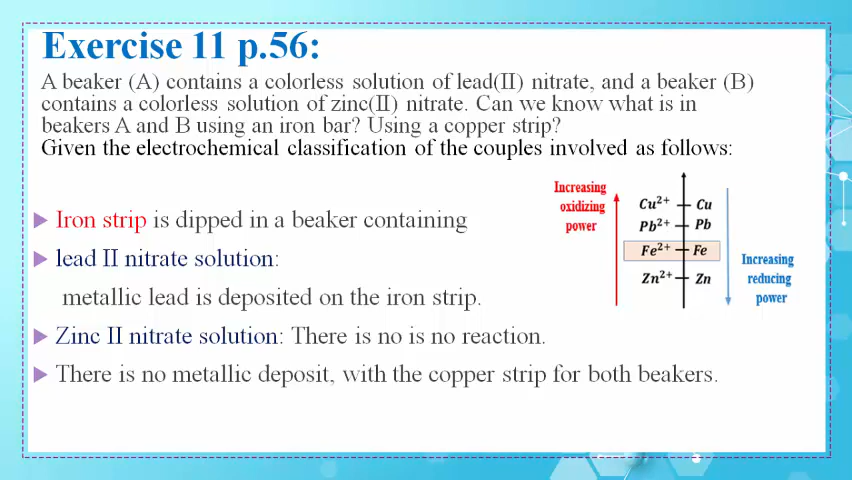 Exercise 11 p.56:
A beaker (A) contains a colorless solution of lead(II) nitrate, and a beaker (B)
contains a colorless solution of zinc(II) nitrate. Can we know what is in
beakers A and B using an iron bar? Using a copper strip?
Given the electrochemical classification of the couples involved as follows:
Iron strip is dipped in a beaker containing
lead II nitrate solution:
metallic lead is deposited on the iron strip.
Zinc II nitrate solution: There is no is no reaction.
There is no metallic deposit, with the copper strip for both beakers.
Increasing
oxidizing
power
Cu²⁺ Cu
Pb²⁺ Pb
Fe²⁺ Fe
Zn²⁺ Zn
Increasing
reducing
power